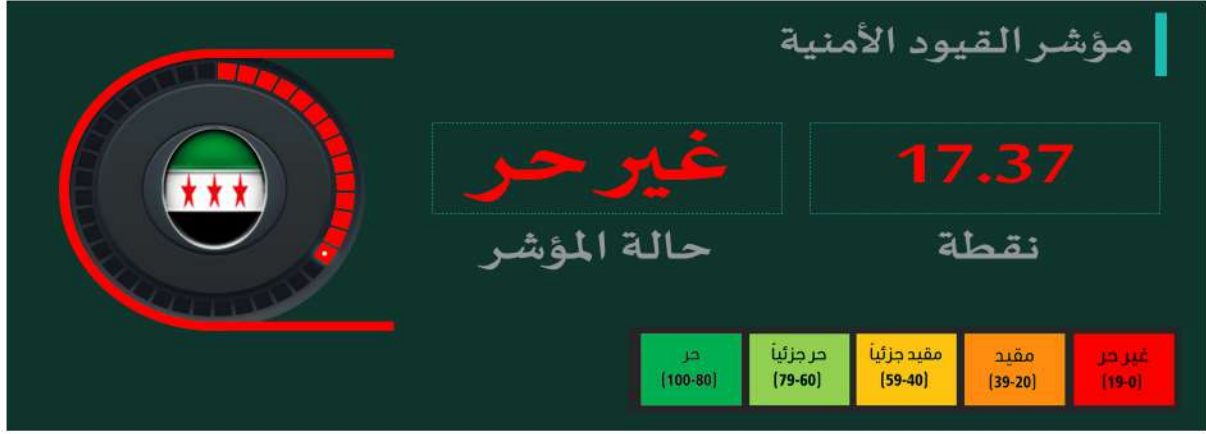 مؤشر القيود الأمنية
17.37 غير حر
نقطة حالة المؤشر
غير حر مقيد مقيد جزئياً حر جزئياً حر
(19-0) (39-20) (59-40) (79-60) (100-80)